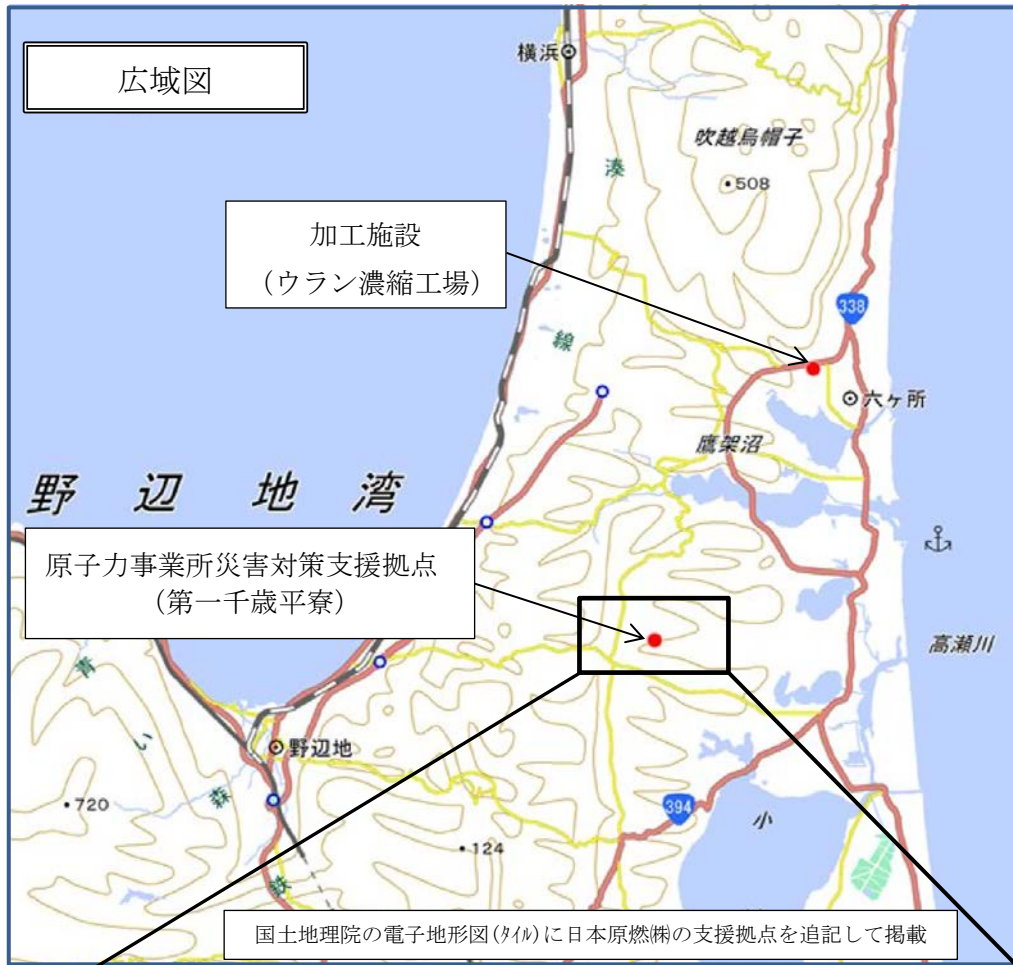 広域図
横浜
吹越烏帽子
・508
湊
加工施設
（ウラン濃縮工場）
338
線
六ヶ所
鷹架沼
野辺地湾
原子力事業所災害対策支援拠点
（第一千歳平寮）
高瀬川
青い森鉄
野辺地
・720
394
小
・124
国土地理院の電子地形図(ﾀｲﾙ)に日本原燃㈱の支援拠点を追記して掲載